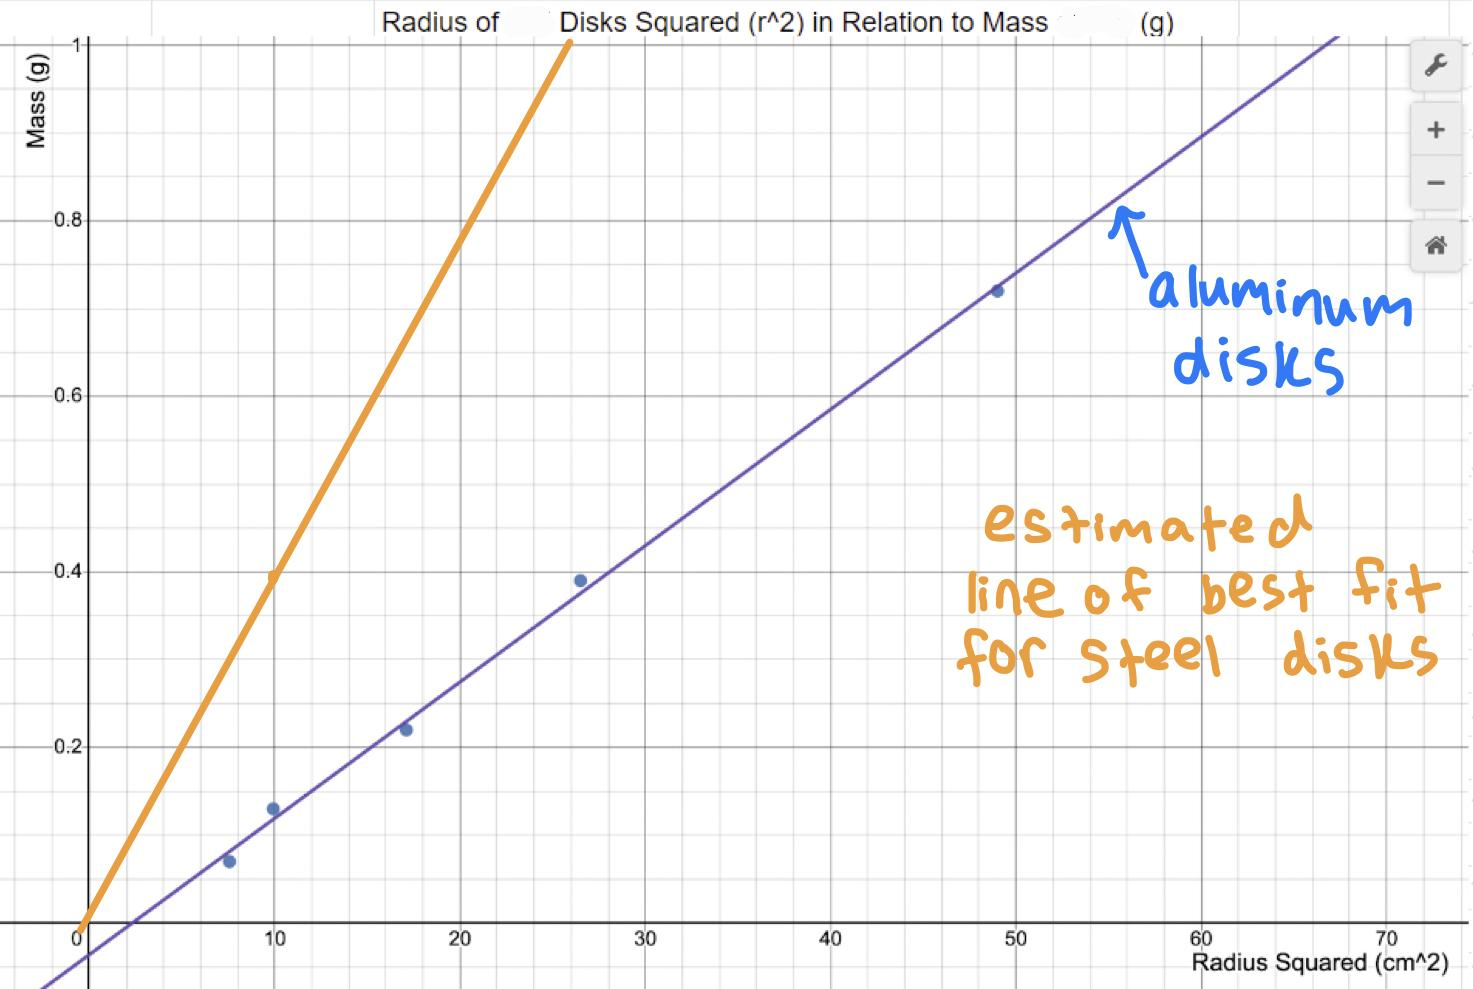 Radius of Disks Squared (r^2) in Relation to Mass (g)
Mass (g)
1
0.8
0.6
0.4
0.2
0
10
20
30
40
50
60
70
Radius Squared (cm^2)
aluminum
disks
estimated
line of best fit
for steel disks
+
−